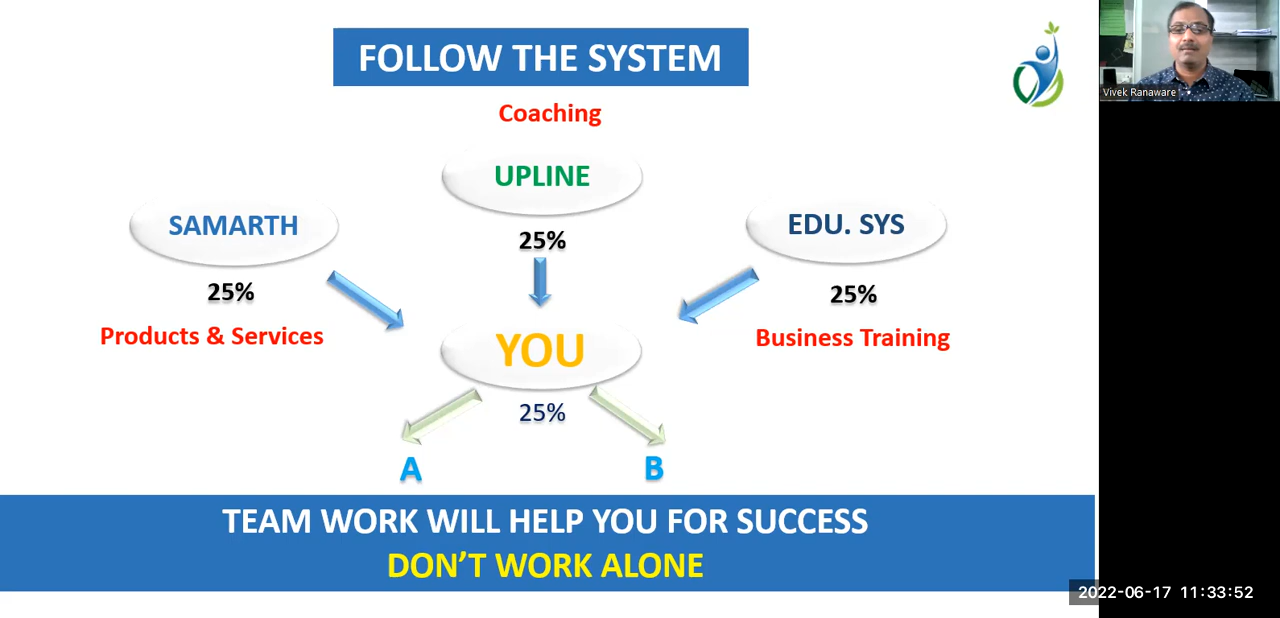 FOLLOW THE SYSTEM
Vivek Ranaware
Coaching
UPLINE
SAMARTH
EDU. SYS
25%
25%
25%
Products & Services
Business Training
YOU
25%
A
B
TEAM WORK WILL HELP YOU FOR SUCCESS
DON'T WORK ALONE
2022-06-17 11:33:52